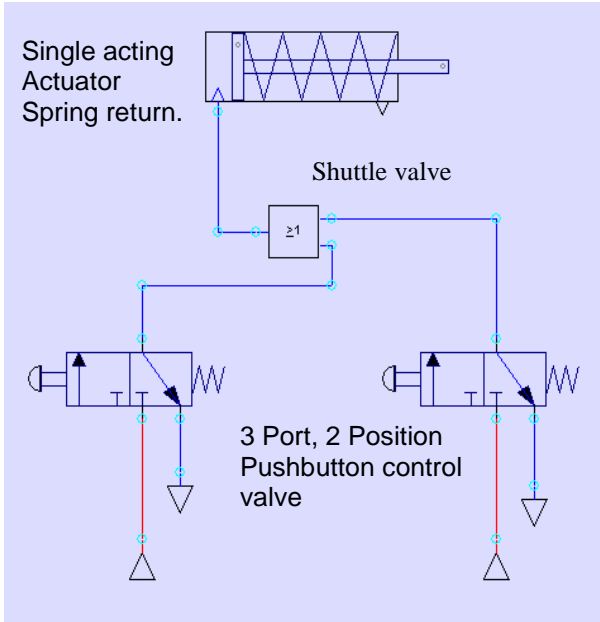 Single acting
Actuator
Spring return.
Shuttle valve
≥1
3 Port, 2 Position
Pushbutton control
valve